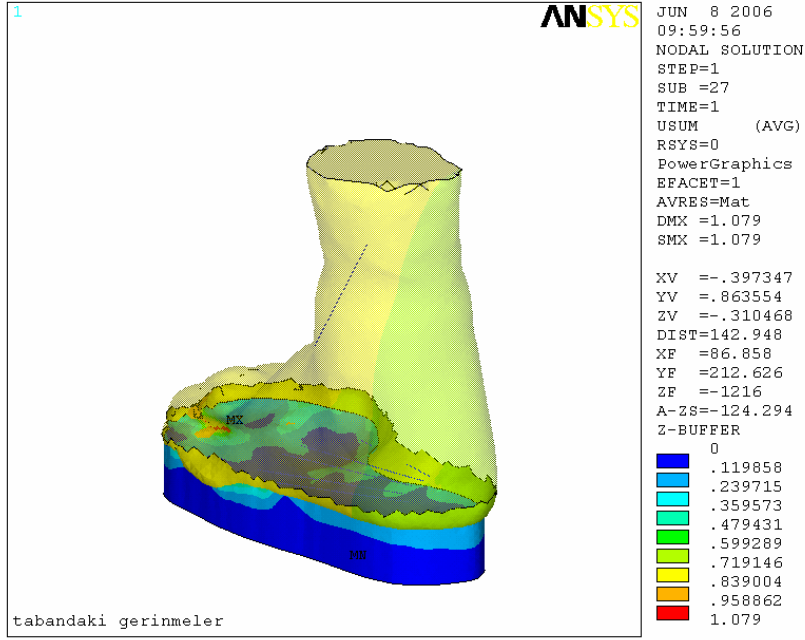 1
ANSYS
JUN 8 2006
09:59:56
NODAL SOLUTION
STEP=1
SUB =27
TIME=1
USUM (AVG)
RSYS=0
PowerGraphics
EFACET=1
AVRES=Mat
DMX =1.079
SMX =1.079
XV =-.397347
YV =.863554
ZV =-.310468
DIST=142.948
XF =86.858
YF =212.626
ZF =-1216
A-ZS=-124.294
Z-BUFFER
0
.119858
.239715
.359573
.479431
.599289
.719146
.839004
.958862
1.079
MX
MN
tabandaki gerinmeler